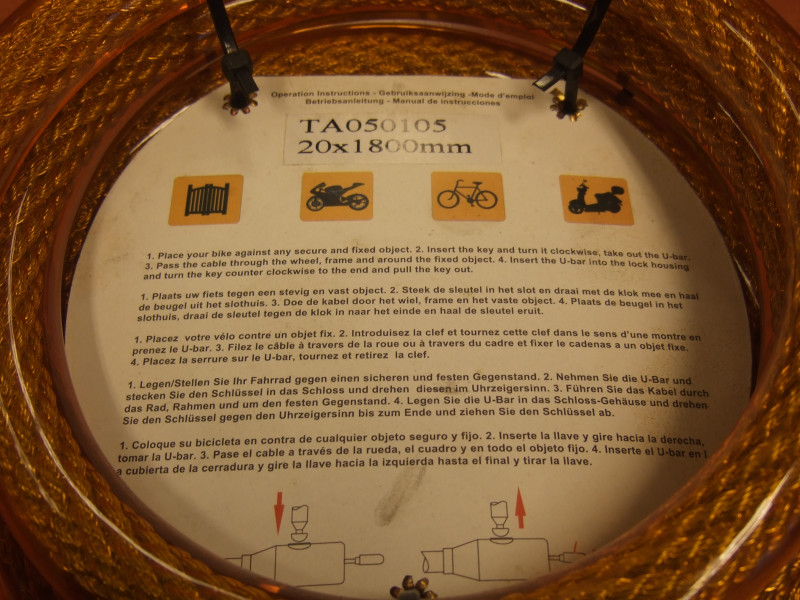 Operation Instructions - Gebruiksaanwijzing -Mode d'emploi
Betriebsanleitung - Manual de instrucciones
TA050105
20x1800mm
1. Place your bike against any secure and fixed object. 2. Insert the key and turn it clockwise, take out the U-bar.
3. Pass the cable through the wheel, frame and around the fixed object. 4. Insert the U-bar into the lock housing
and turn the key counter clockwise to the end and pull the key out.
1. Plaats uw fiets tegen een stevig en vast object. 2. Steek de sleutel in het slot en draai met de klok mee en haal
de beugel uit het slothuis. 3. Doe de kabel door het wiel, frame en het vaste object. 4. Plaats de beugel in het
slothuis, draai de sleutel tegen de klok in naar het einde en haal de sleutel eruit.
1. Placez votre vélo contre un objet fix. 2. Introduisez la clef et tournez cette clef dans le sens d'une montre en
prenez le U-bar. 3. Filez le câble à travers de la roue ou à travers du cadre et fixer le cadenas a un objet fixe.
4. Placez la serrure sur le U-bar, tournez et retirez la clef.
1. Legen/Stellen Sie Ihr Fahrrad gegen einen sicheren und festen Gegenstand. 2. Nehmen Sie die U-Bar und
stecken Sie den Schlüssel in das Schloss und drehen diesen im Uhrzeigersinn. 3. Führen Sie das Kabel durch
das Rad, Rahmen und um den festen Gegenstand. 4. Legen Sie die U-Bar in das Schloss-Gehäuse und drehen
Sie den Schlüssel gegen den Uhrzeigersinn bis zum Ende und ziehen Sie den Schlüssel ab.
1. Coloque su bicicleta en contra de cualquier objeto seguro y fijo. 2. Inserte la llave y gire hacia la derecha,
tomar la U-bar. 3. Pase el cable a través de la rueda, el cuadro y en todo el objeto fijo. 4. Inserte el U-bar en l
a cubierta de la cerradura y gire la llave hacia la izquierda hasta el final y tirar la llave.